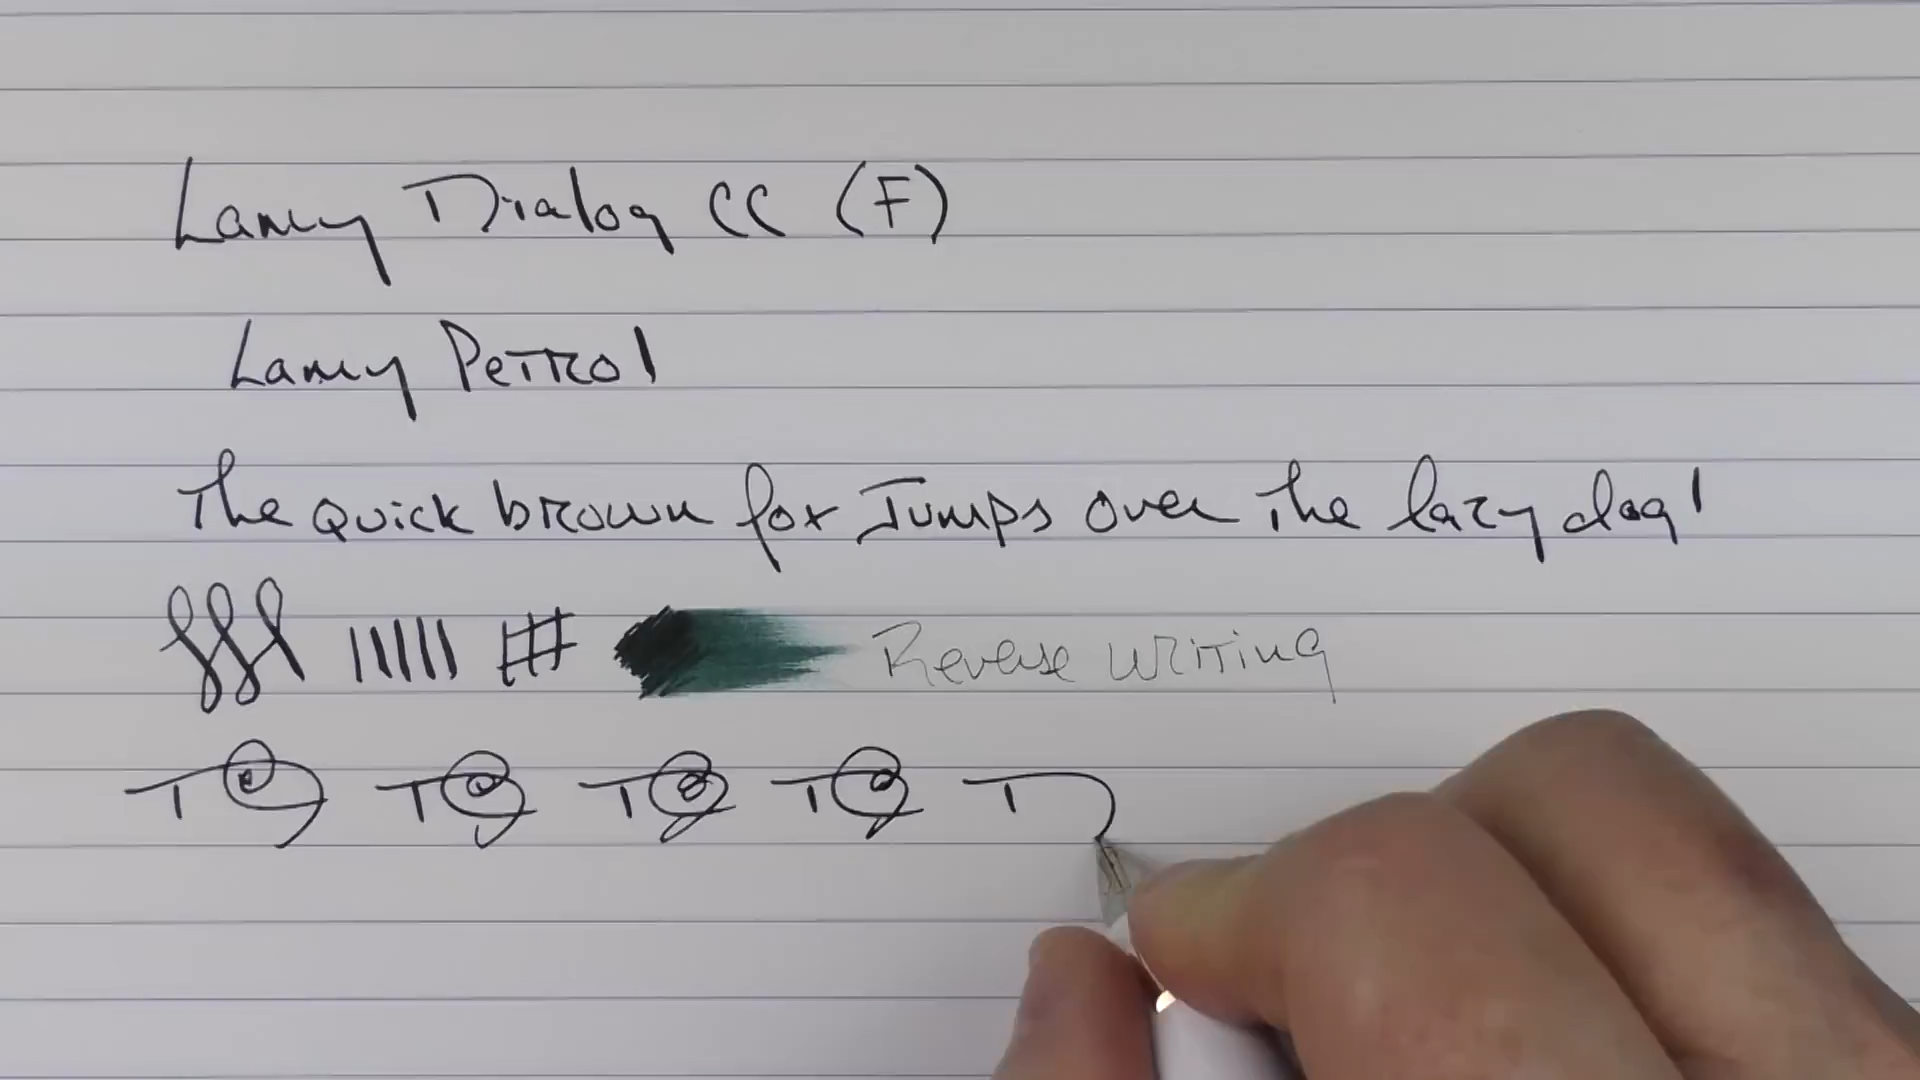 Lamy Dialog CC (F)
Lamy Petrol
The quick brown fox Jumps over the lazy dog!
Reverse writing